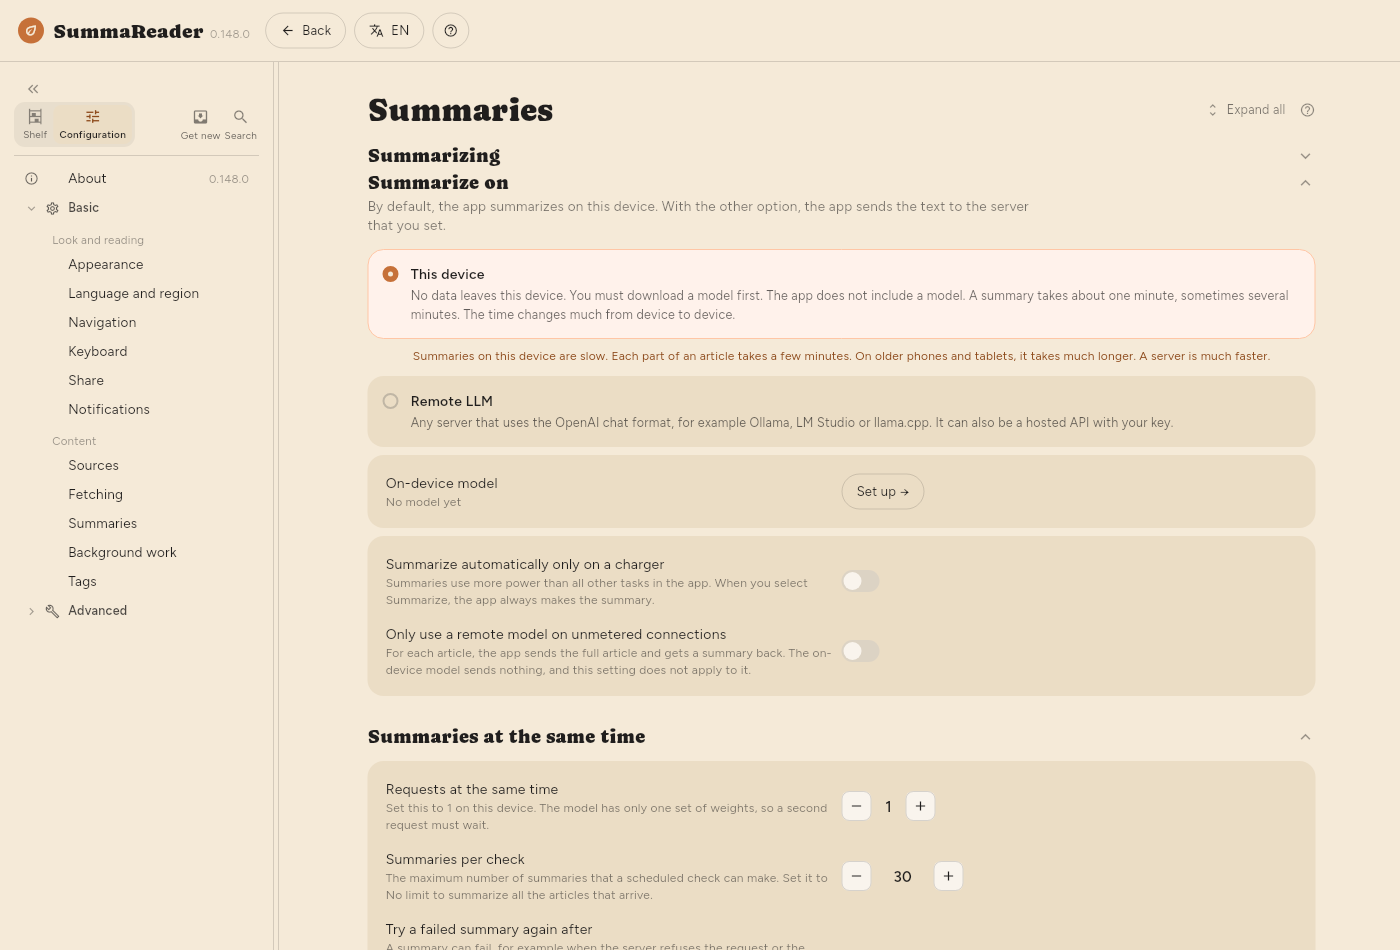 SummaReader 0.148.0
Back
EN
Shelf
Configuration
Get new
Search
About
0.148.0
Basic
Look and reading
Appearance
Language and region
Navigation
Keyboard
Share
Notifications
Content
Sources
Fetching
Summaries
Background work
Tags
Advanced
Summaries
Expand all
Summarizing
Summarize on
By default, the app summarizes on this device. With the other option, the app sends the text to the server
that you set.
This device
No data leaves this device. You must download a model first. The app does not include a model. A summary takes about one minute, sometimes several
minutes. The time changes much from device to device.
Summaries on this device are slow. Each part of an article takes a few minutes. On older phones and tablets, it takes much longer. A server is much faster.
Remote LLM
Any server that uses the OpenAI chat format, for example Ollama, LM Studio or llama.cpp. It can also be a hosted API with your key.
On-device model
No model yet
Set up →
Summarize automatically only on a charger
Summaries use more power than all other tasks in the app. When you select
Summarize, the app always makes the summary.
Only use a remote model on unmetered connections
For each article, the app sends the full article and gets a summary back. The on-
device model sends nothing, and this setting does not apply to it.
Summaries at the same time
Requests at the same time
Set this to 1 on this device. The model has only one set of weights, so a second
request must wait.
− 1 +
Summaries per check
The maximum number of summaries that a scheduled check can make. Set it to
No limit to summarize all the articles that arrive.
− 30 +
Try a failed summary again after
A summary can fail, for example when the server refuses the request or the